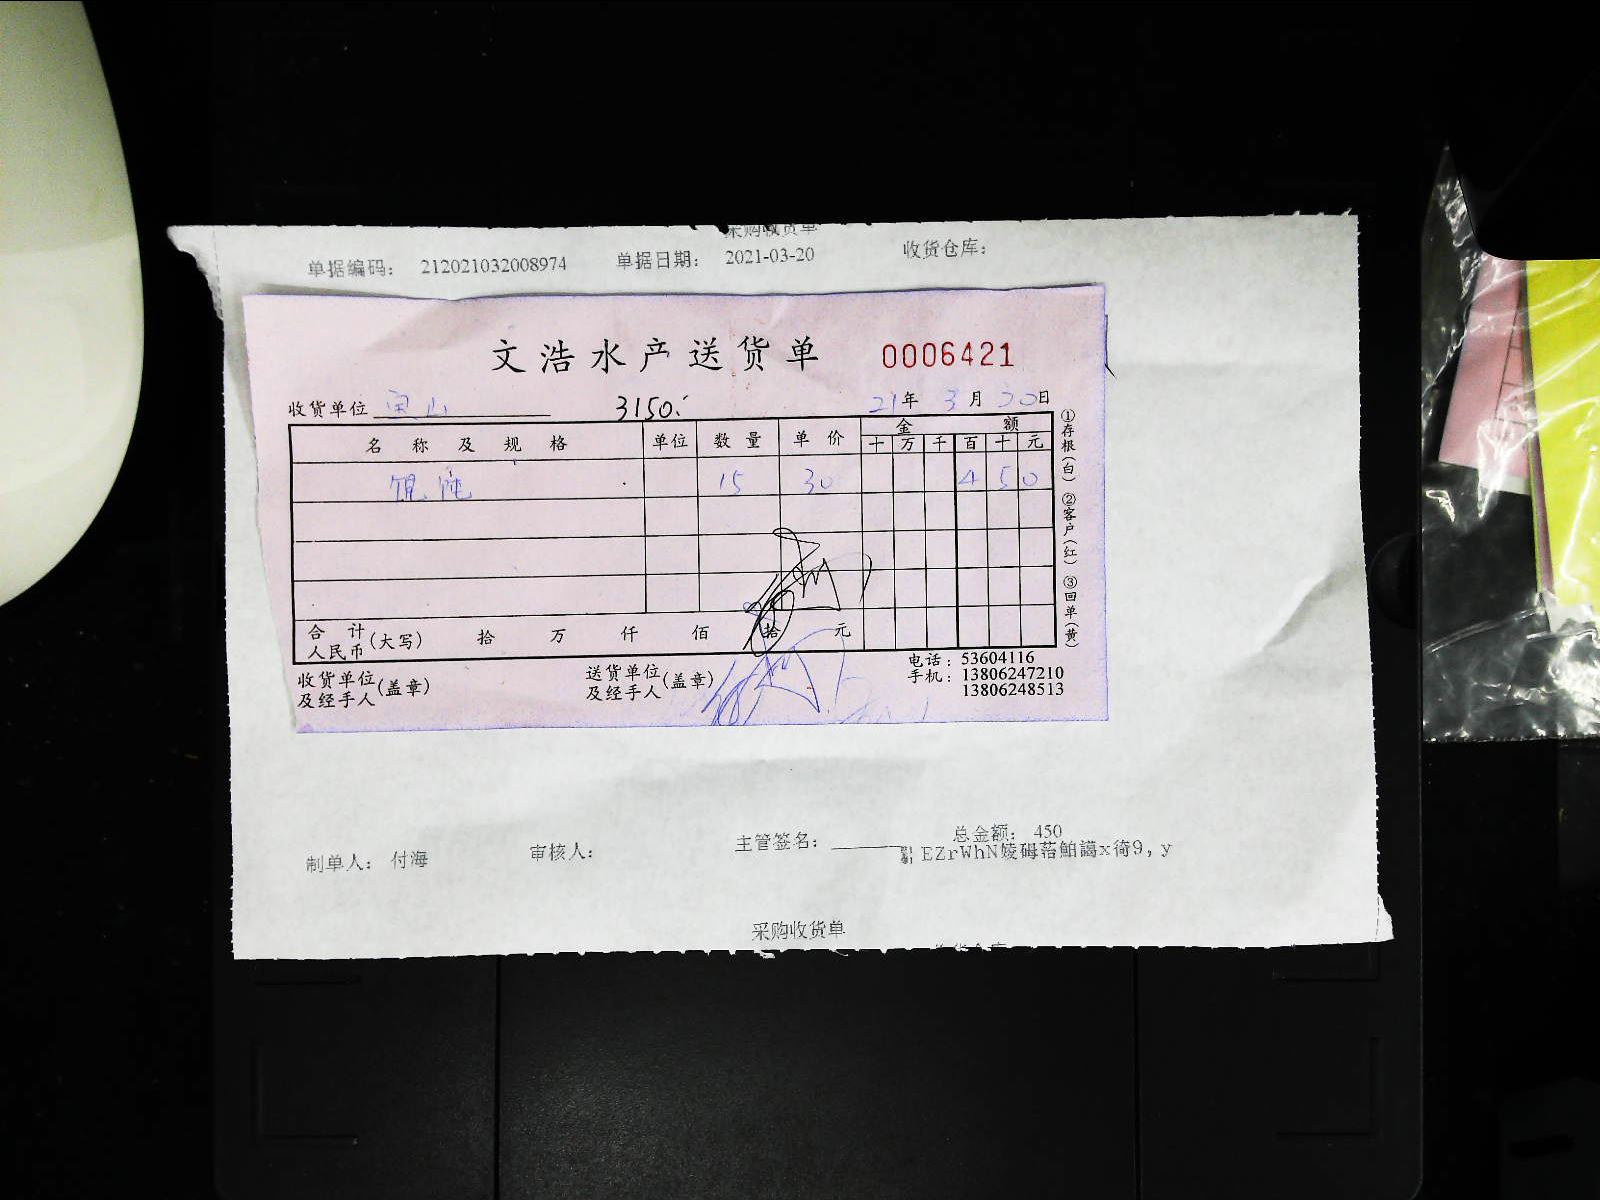 采购收货单
单据编码： 212021032008974 单据日期： 2021-03-20 收货仓库：
文浩水产送货单 0006421
收货单位 宝山 3150. 21年 3月 20日
名称及规格 单位 数量 单价 金额
十 万 千 百 十 元
馄饨 15 30 4 5 0
合计人民币(大写) 拾 万 仟 佰 拾 元
①存根(白) ②客户(红) ③回单(黄)
收货单位及经手人(盖章) 送货单位及经手人(盖章)
电话：53604116
手机：13806247210
13806248513
总金额： 450
制单人： 付海 审核人： 主管签名：
采购收货单